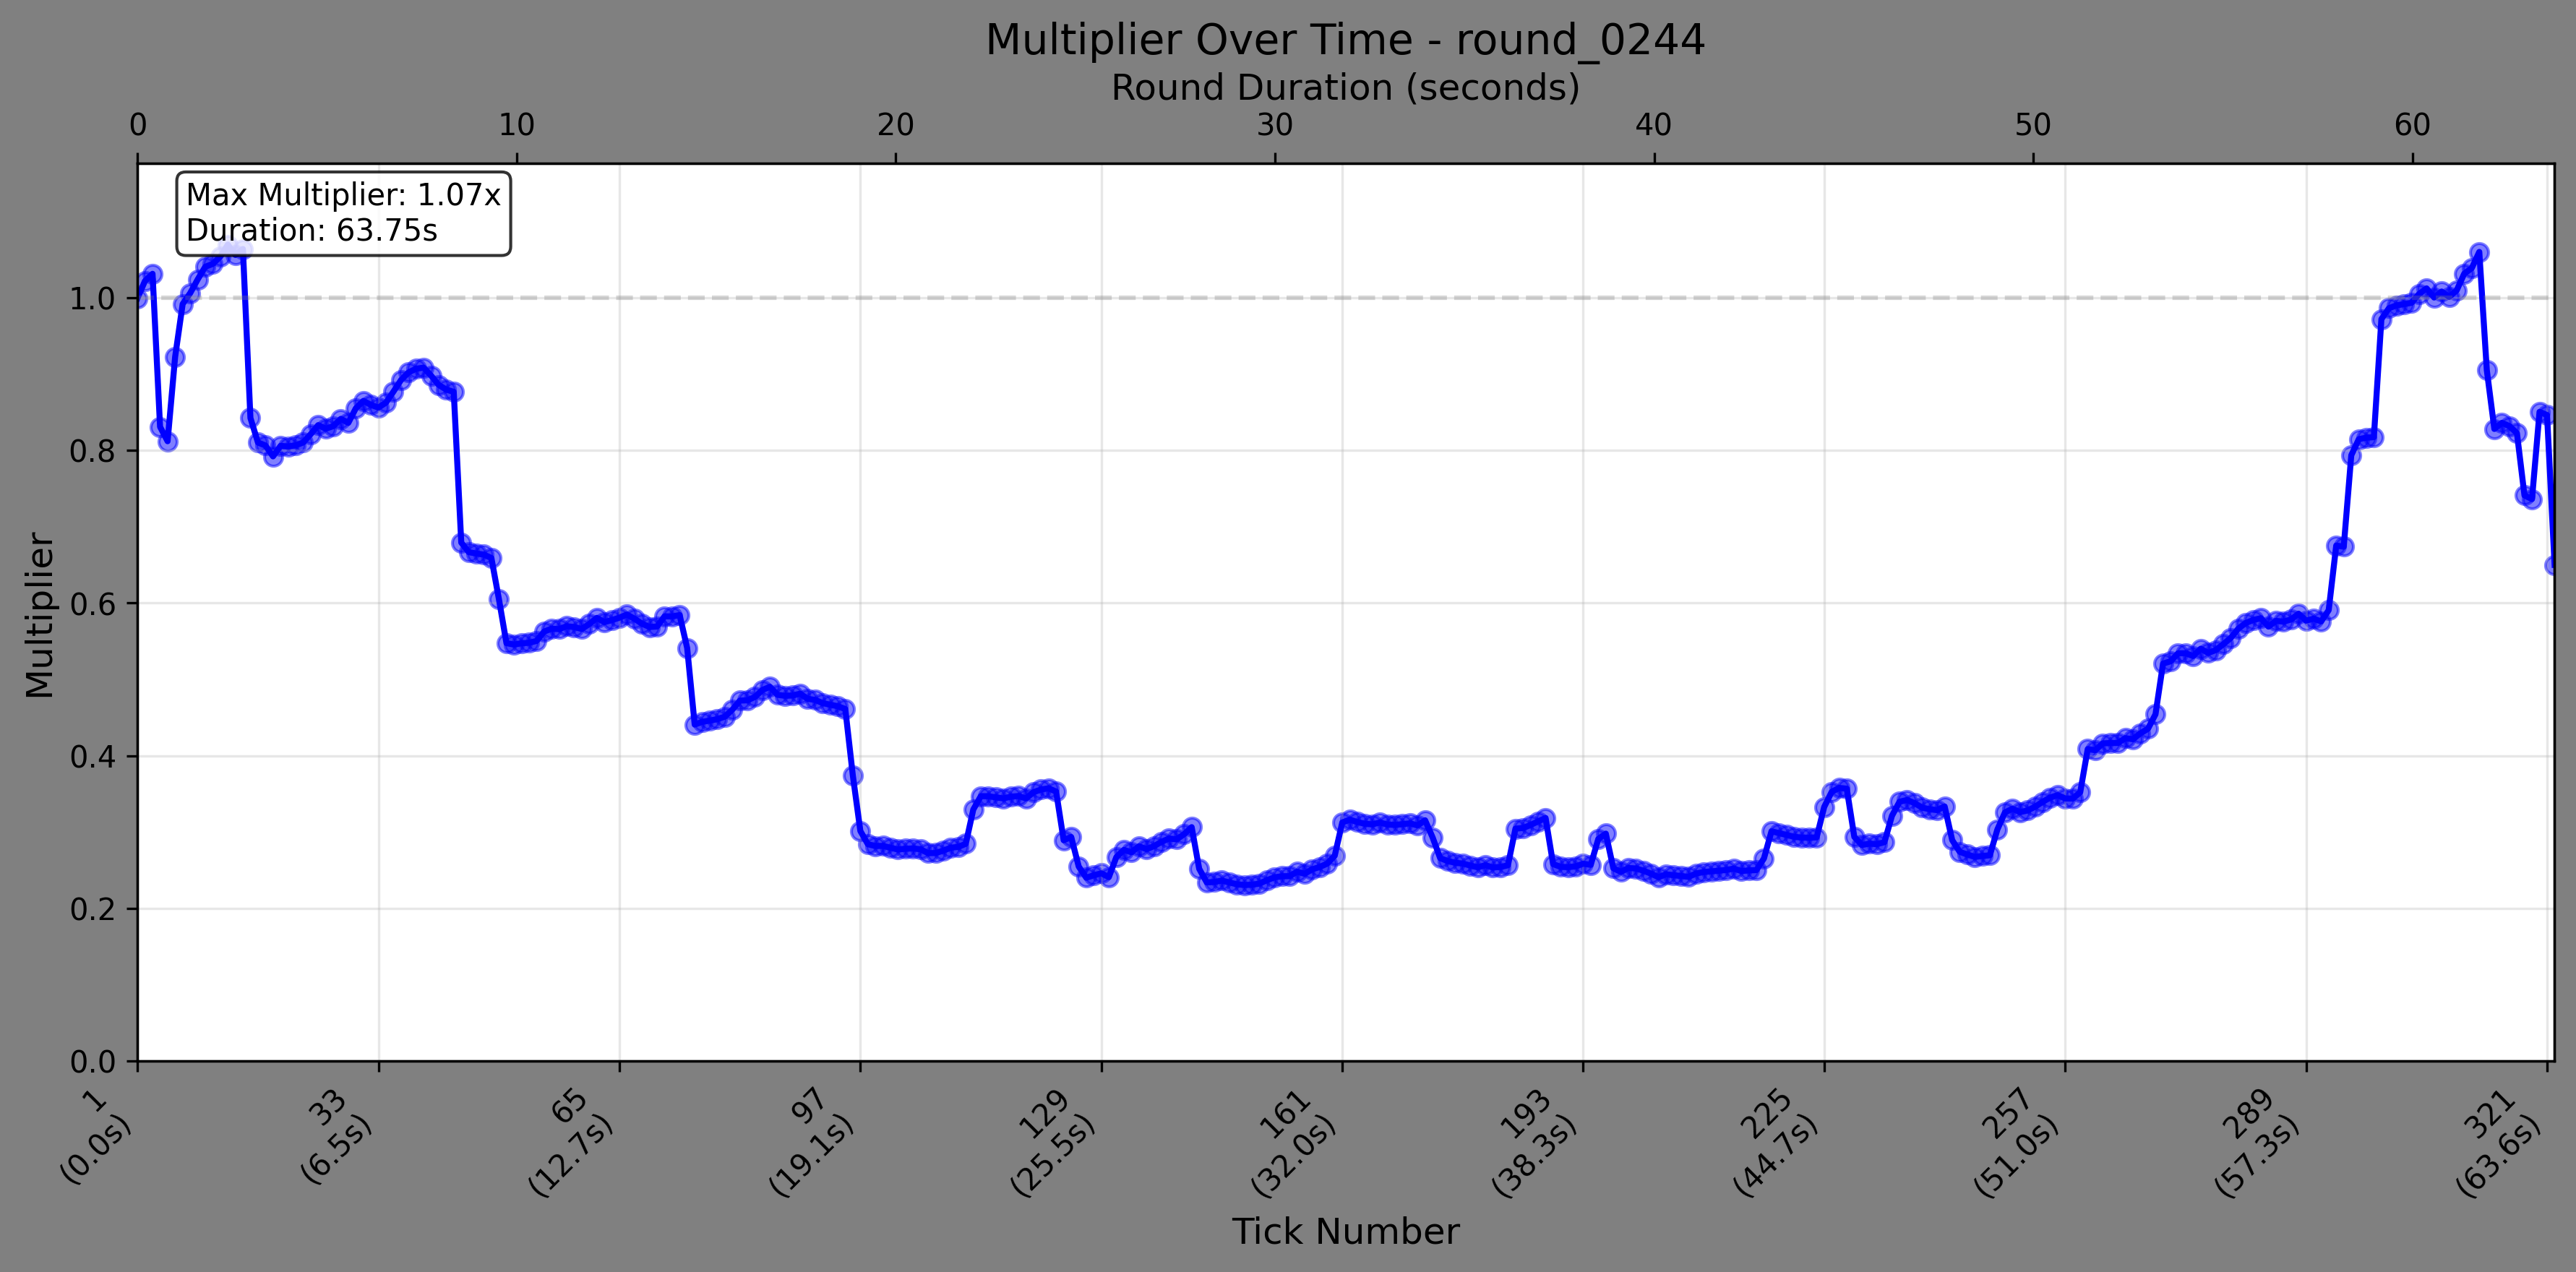 Multiplier Over Time - round_0244
Round Duration (seconds)
0 10 20 30 40 50 60
Max Multiplier: 1.07x
Duration: 63.75s
Multiplier
1.0
0.8
0.6
0.4
0.2
0.0
1
(0.0s)
33
(6.5s)
65
(12.7s)
97
(19.1s)
129
(25.5s)
161
(32.0s)
193
(38.3s)
225
(44.7s)
257
(51.0s)
289
(57.3s)
321
(63.6s)
Tick Number